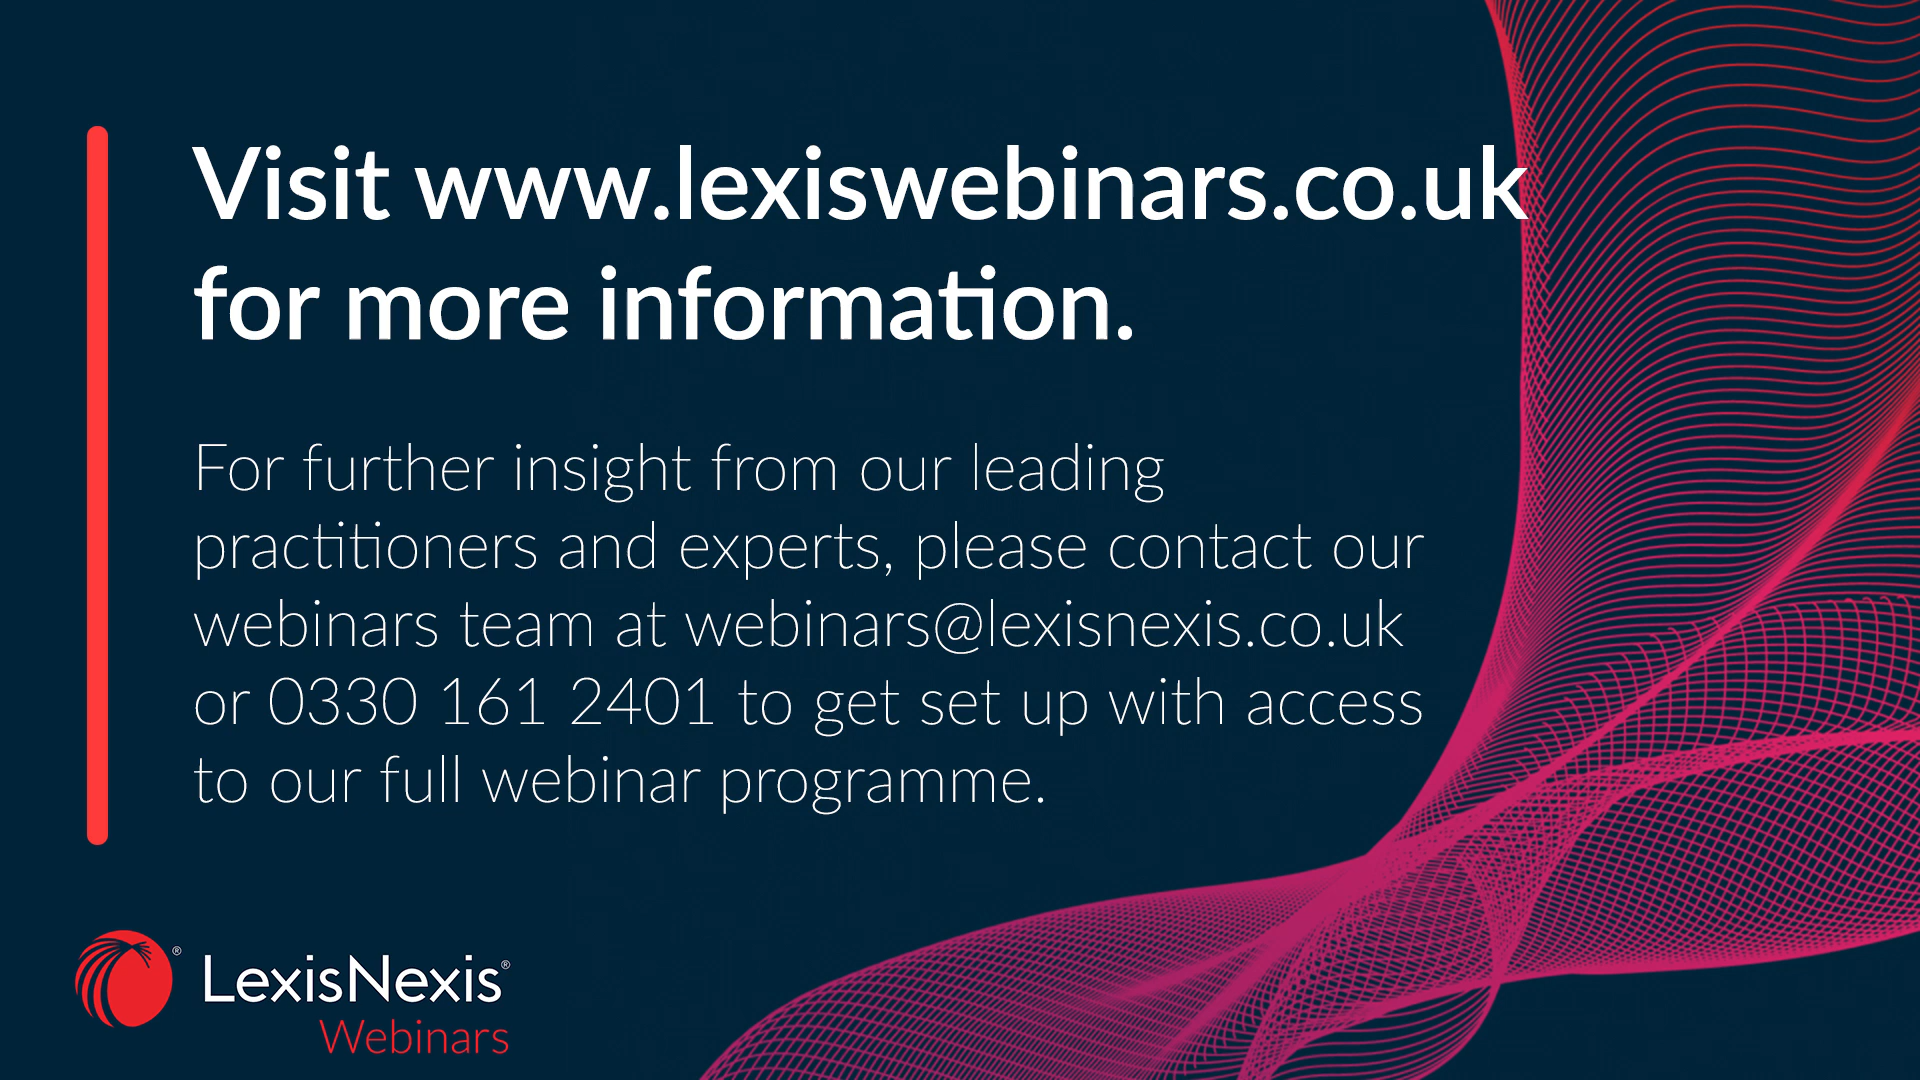 Visit www.lexiswebinars.co.uk
for more information.
For further insight from our leading
practitioners and experts, please contact our
webinars team at webinars@lexisnexis.co.uk
or 0330 161 2401 to get set up with access
to our full webinar programme.
® LexisNexis®
Webinars